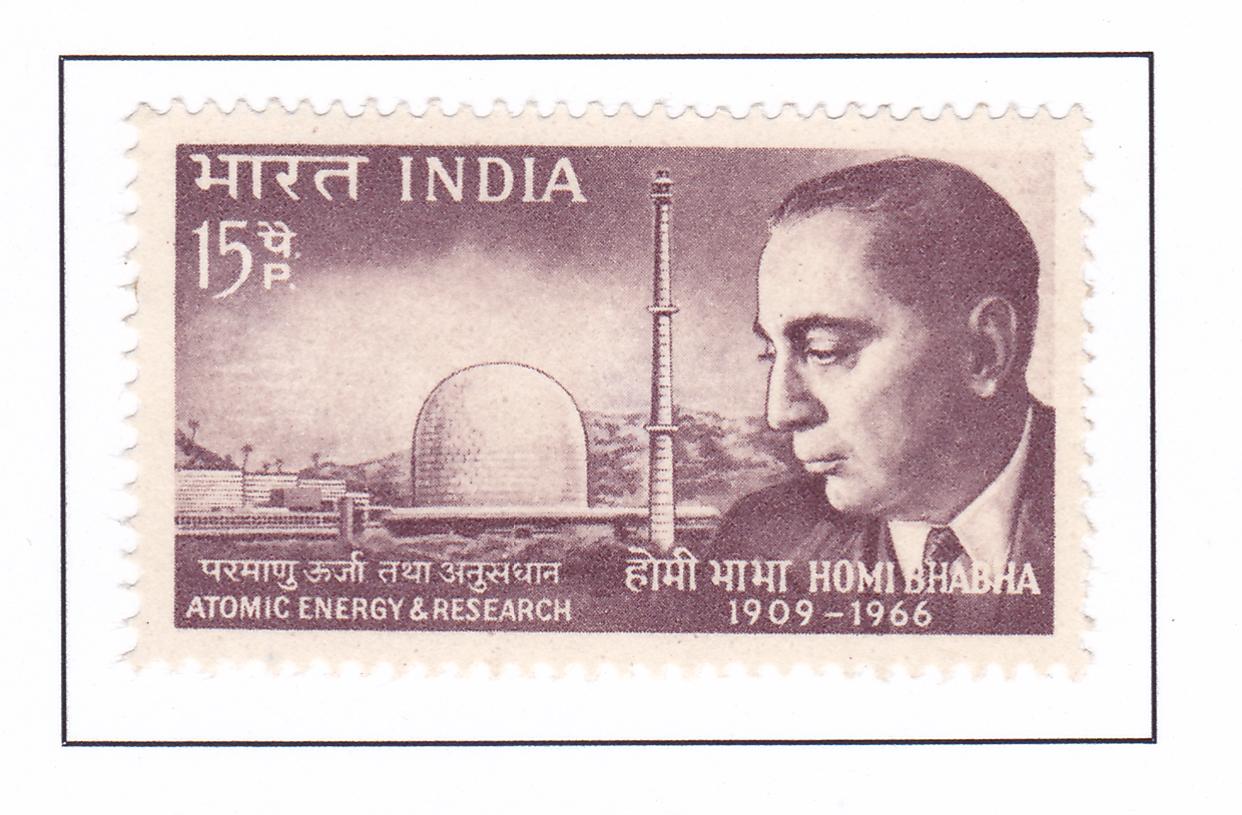 भारत INDIA
15 पै. P.
परमाणु ऊर्जा तथा अनुसंधान
ATOMIC ENERGY & RESEARCH
होमी भाभा HOMI BHABHA
1909-1966